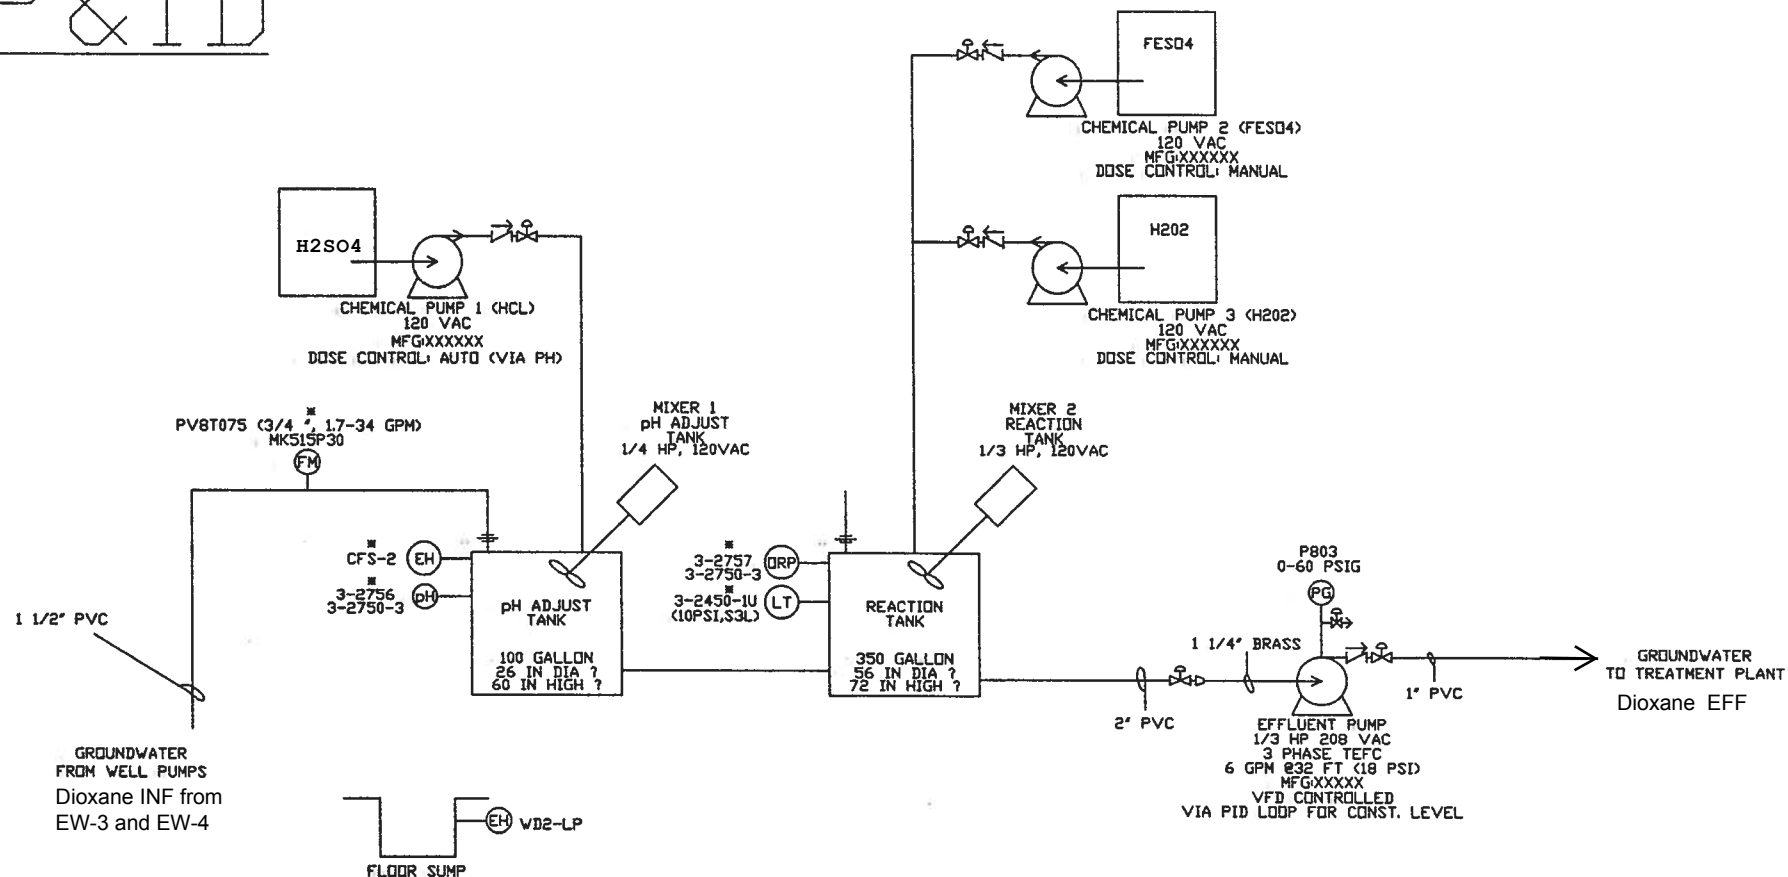 & ID
FESO4
CHEMICAL PUMP 2 (FESO4)
120 VAC
MFG:XXXXXX
DOSE CONTROL: MANUAL
H2SO4
CHEMICAL PUMP 1 (HCL)
120 VAC
MFG:XXXXXX
DOSE CONTROL: AUTO (VIA PH)
H2O2
CHEMICAL PUMP 3 (H2O2)
120 VAC
MFG:XXXXXX
DOSE CONTROL: MANUAL
*
PV8T075 (3/4 ", 1.7-34 GPM)
MK515P30
FM
MIXER 1
pH ADJUST
TANK
1/4 HP, 120VAC
MIXER 2
REACTION
TANK
1/3 HP, 120VAC
*
CFS-2
EH
*
3-2756
3-2750-3
pH
pH ADJUST
TANK
100 GALLON
26 IN DIA ?
60 IN HIGH ?
*
3-2757
3-2750-3
ORP
*
3-2450-1U
(10PSI,S3L)
LT
REACTION
TANK
350 GALLON
56 IN DIA ?
72 IN HIGH ?
P803
0-60 PSIG
PG
1 1/2" PVC
1 1/4" BRASS
2" PVC
1" PVC
GROUNDWATER
TO TREATMENT PLANT
Dioxane EFF
EFFLUENT PUMP
1/3 HP 208 VAC
3 PHASE TEFC
6 GPM @32 FT (18 PSI)
MFG:XXXXX
VFD CONTROLLED
VIA PID LOOP FOR CONST. LEVEL
GROUNDWATER
FROM WELL PUMPS
Dioxane INF from
EW-3 and EW-4
EH
WD2-LP
FLOOR SUMP